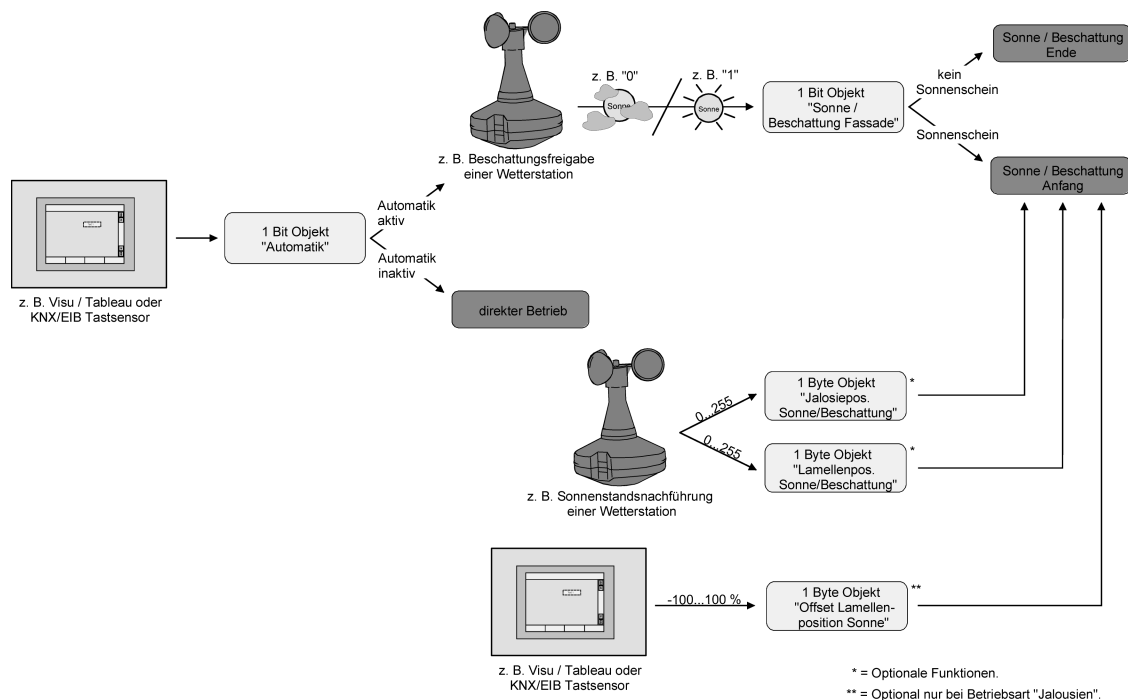 Sonne / Beschattung
Ende
z. B. "0"
z. B. "1"
Sonne
Sonne
1 Bit Objekt
"Sonne /
Beschattung Fassade"
kein
Sonnenschein
Sonnenschein
z. B. Beschattungsfreigabe
einer Wetterstation
Sonne / Beschattung
Anfang
Automatik
aktiv
1 Bit Objekt
"Automatik"
Automatik
inaktiv
z. B. Visu / Tableau oder
KNX/EIB Tastsensor
direkter Betrieb
0...255
1 Byte Objekt
"Jalosiepos.
Sonne/Beschattung"
*
0...255
1 Byte Objekt
"Lamellenpos.
Sonne/Beschattung"
*
z. B. Sonnenstandsnachführung
einer Wetterstation
-100...100 %
1 Byte Objekt
"Offset Lamellen-
position Sonne"
**
z. B. Visu / Tableau oder
KNX/EIB Tastsensor
* = Optionale Funktionen.
** = Optional nur bei Betriebsart "Jalousien".